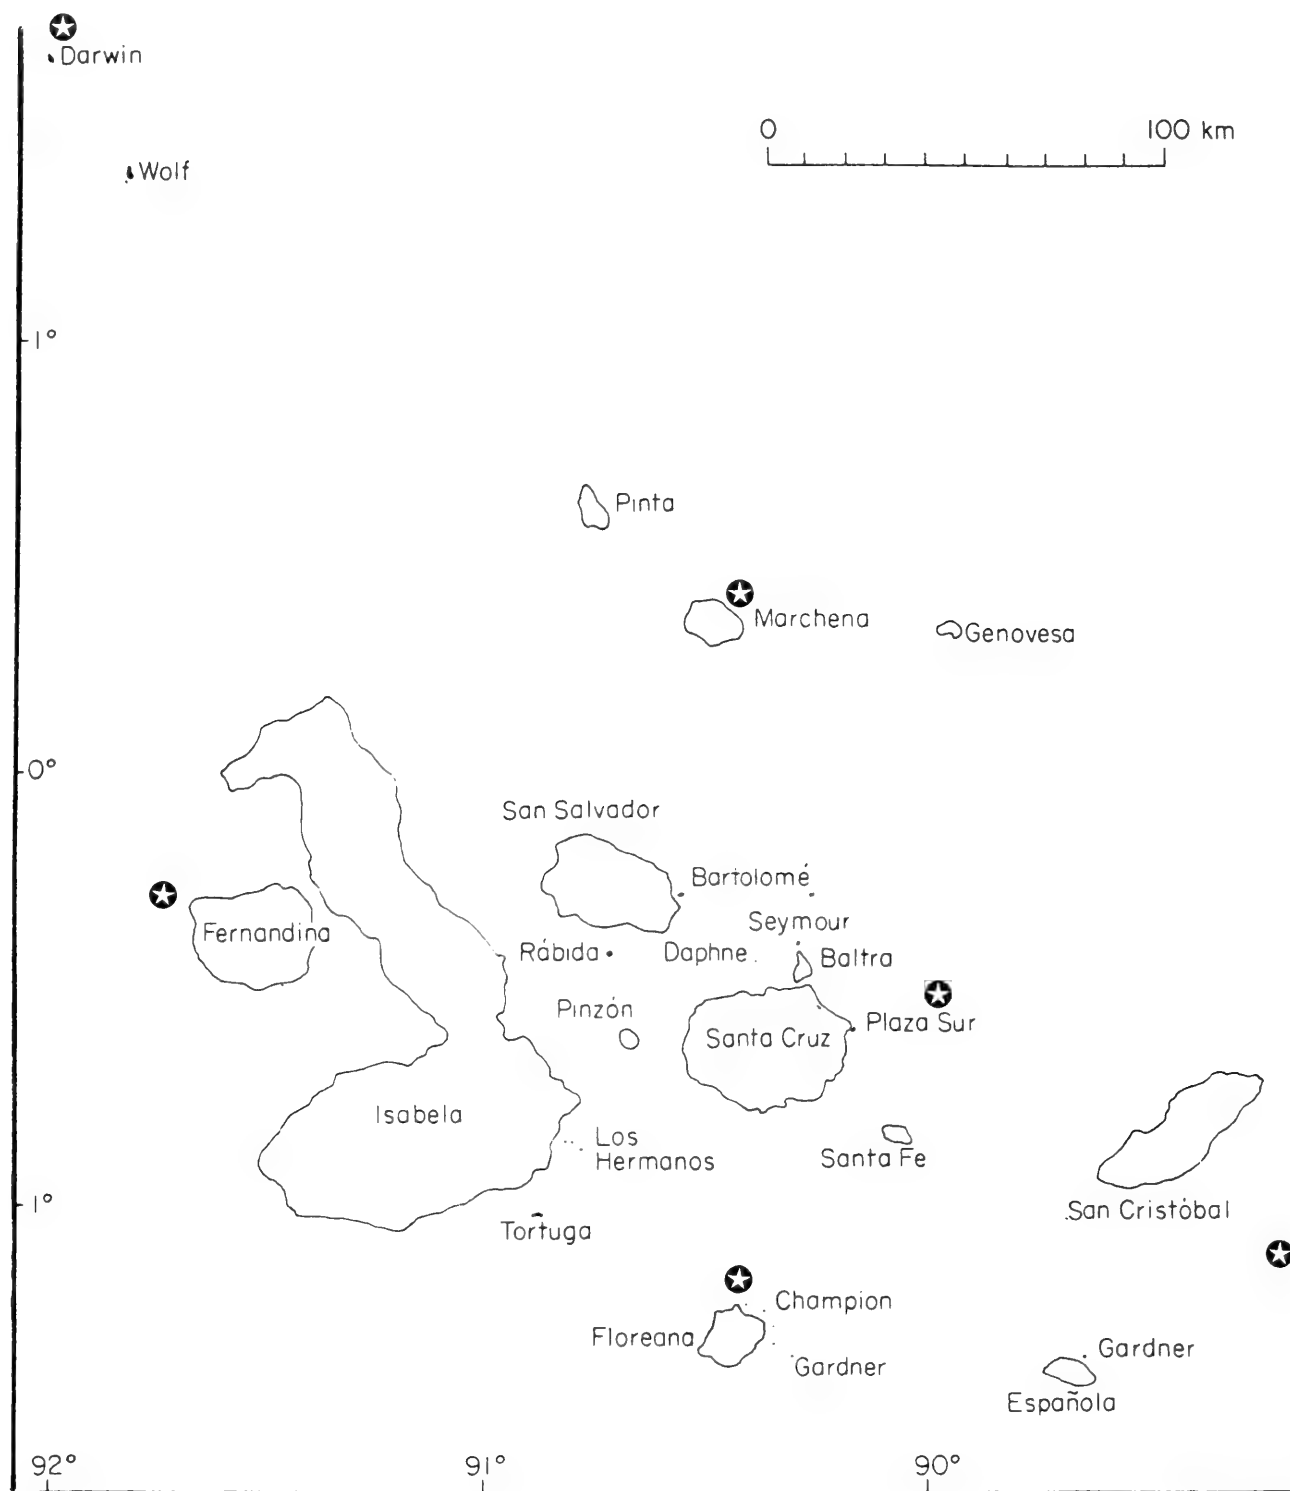 Darwin
0 100 km
Wolf
1°
Pinta
Marchena
Genovesa
0°
San Salvador
Bartolomé
Seymour
Fernandina
Rábida
Daphne
Baltra
Pinzón
Plaza Sur
Santa Cruz
Isabela
Los
Hermanos
Santa Fe
1°
San Cristóbal
Tortuga
Champion
Floreana
Gardner
Gardner
Española
92° 91° 90°